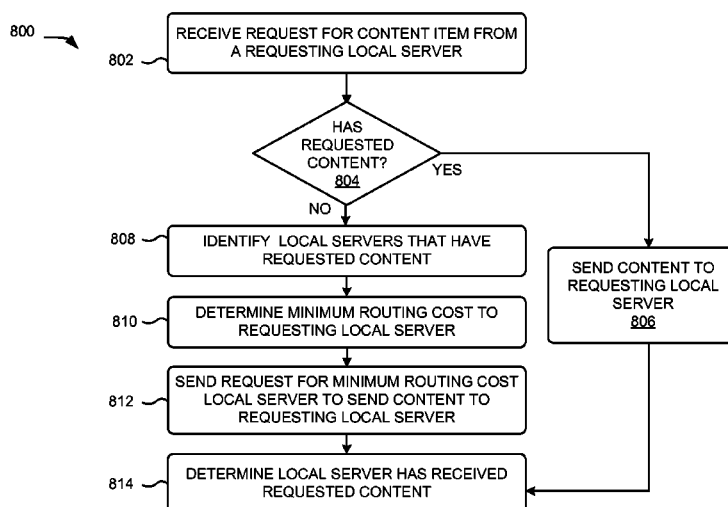 800
RECEIVE REQUEST FOR CONTENT ITEM FROM
A REQUESTING LOCAL SERVER
802
HAS
REQUESTED
CONTENT?
804
YES
NO
808
IDENTIFY LOCAL SERVERS THAT HAVE
REQUESTED CONTENT
SEND CONTENT TO
REQUESTING LOCAL
SERVER
806
810
DETERMINE MINIMUM ROUTING COST TO
REQUESTING LOCAL SERVER
812
SEND REQUEST FOR MINIMUM ROUTING COST
LOCAL SERVER TO SEND CONTENT TO
REQUESTING LOCAL SERVER
814
DETERMINE LOCAL SERVER HAS RECEIVED
REQUESTED CONTENT